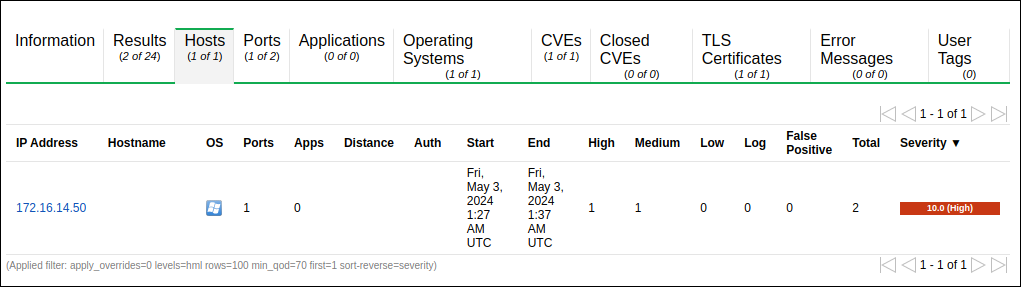 Information
Results
(2 of 24)
Hosts
(1 of 1)
Ports
(1 of 2)
Applications
(0 of 0)
Operating
Systems
(1 of 1)
CVEs
(1 of 1)
Closed
CVEs
(0 of 0)
TLS
Certificates
(1 of 1)
Error
Messages
(0 of 0)
User
Tags
(0)
1 - 1 of 1
IP Address Hostname OS Ports Apps Distance Auth Start End High Medium Low Log False Positive Total Severity ▼
172.16.14.50 1 0
Fri,
May 3,
2024
1:27
AM
UTC
Fri,
May 3,
2024
1:37
AM
UTC
1 1 0 0 0 2 10.0 (High)
(Applied filter: apply_overrides=0 levels=hml rows=100 min_qod=70 first=1 sort-reverse=severity)
1 - 1 of 1